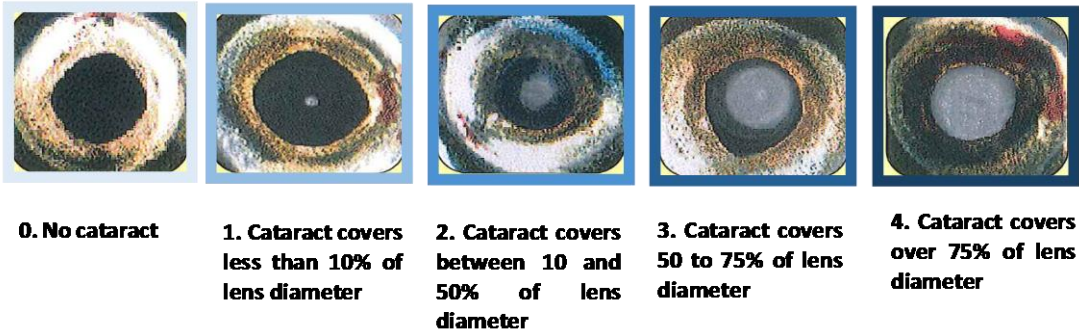 0. No cataract
1. Cataract covers
less than 10% of
lens diameter
2. Cataract covers
between 10 and
50% of lens
diameter
3. Cataract covers
50 to 75% of lens
diameter
4. Cataract covers
over 75% of lens
diameter